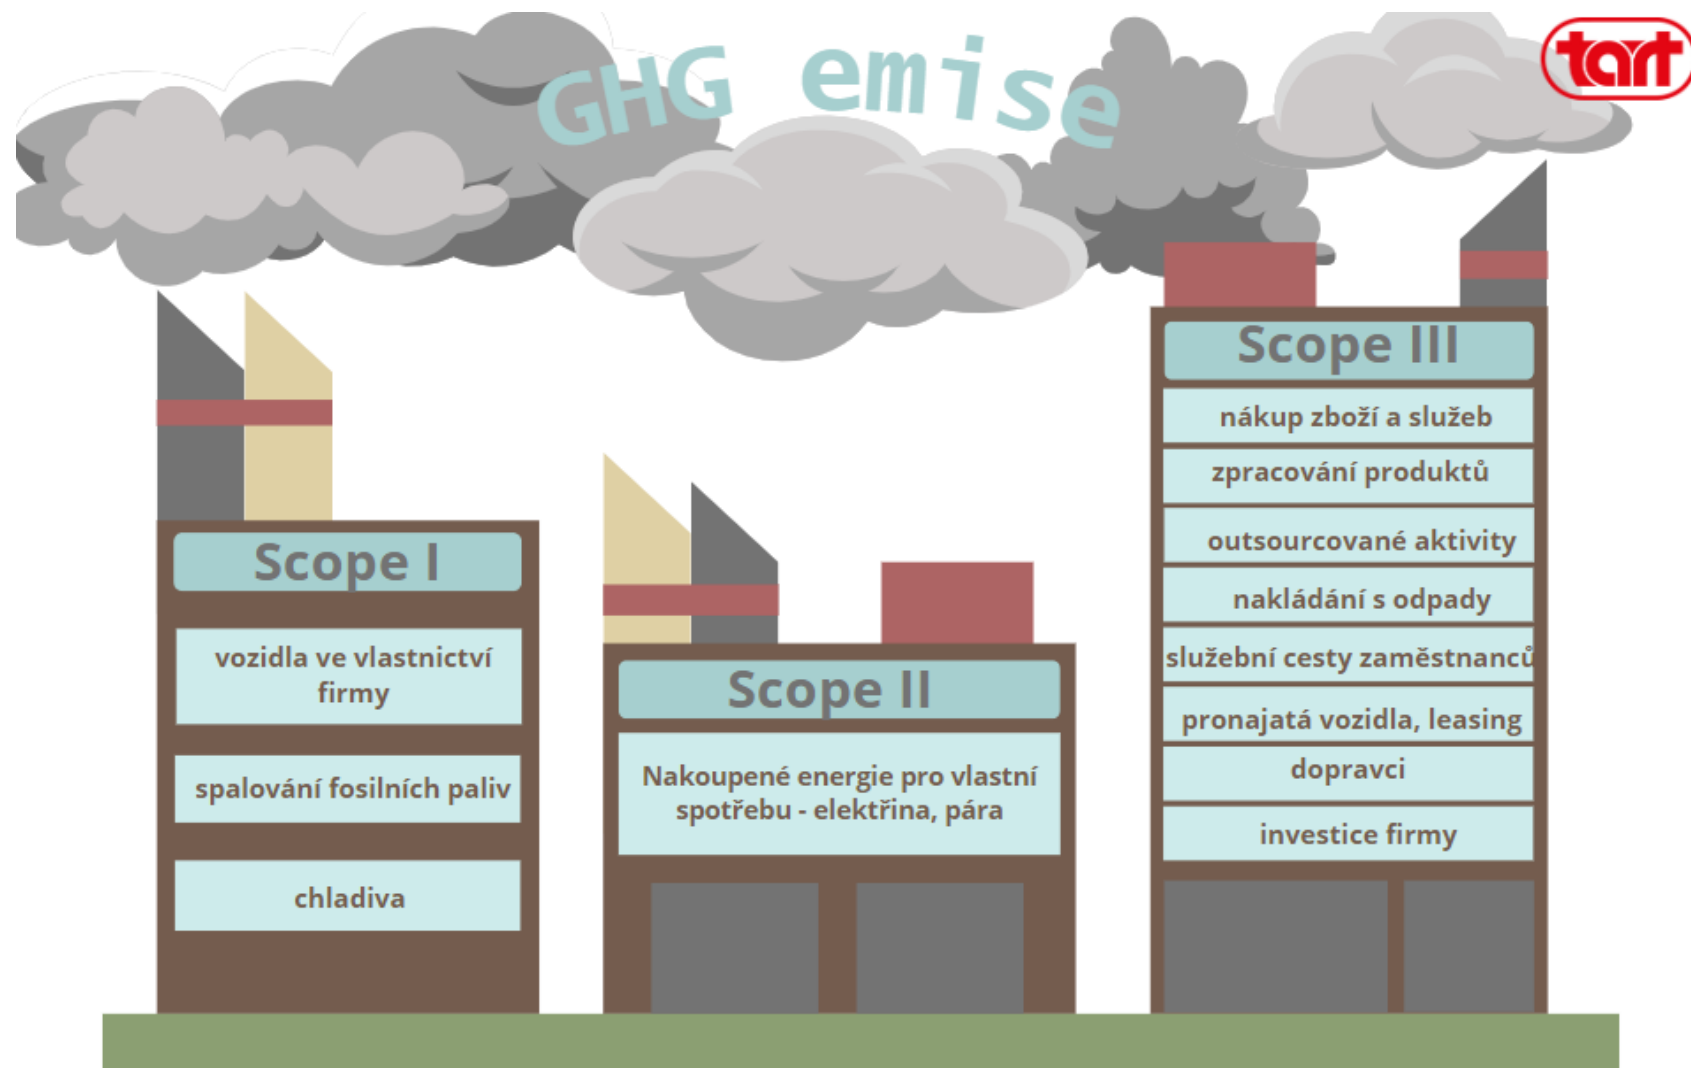 GHG emise
tart
Scope I
vozidla ve vlastnictví
firmy
spalování fosilních paliv
chladiva
Scope II
Nakoupené energie pro vlastní
spotřebu - elektřina, pára
Scope III
nákup zboží a služeb
zpracování produktů
outsourcované aktivity
nakládání s odpady
služební cesty zaměstnanců
pronajatá vozidla, leasing
dopravci
investice firmy